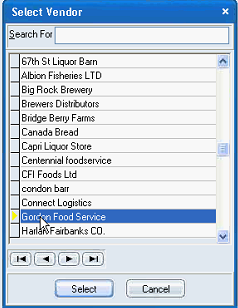 Select Vendor
Search For
67th St Liquor Barn
Albion Fisheries LTD
Big Rock Brewery
Brewers Distributors
Bridge Berry Farms
Canada Bread
Capri Liquor Store
Centennial foodservice
CFI Foods Ltd
condon barr
Connect Logistics
Gordon Food Service
Harlan Fairbanks CO.
Select
Cancel